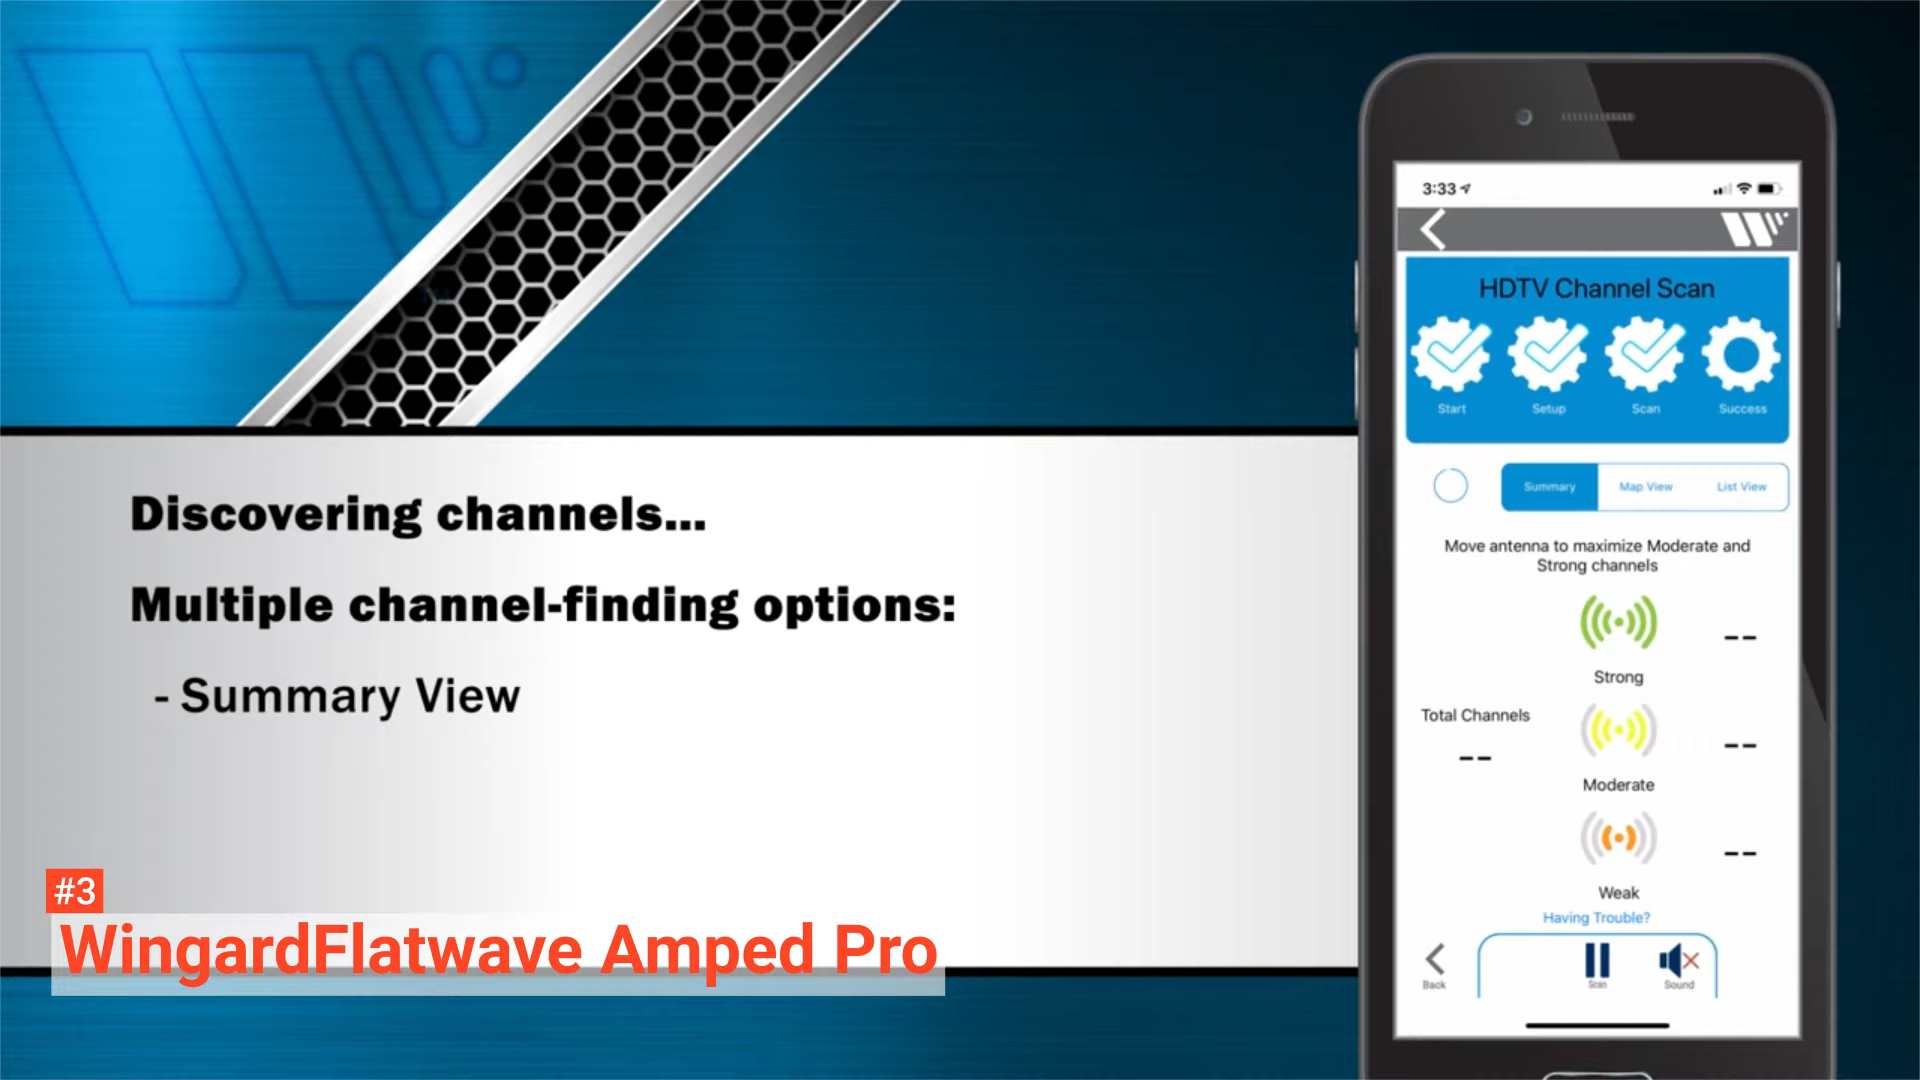 Discovering channels...
Multiple channel-finding options:
- Summary View
#3
WingardFlatwave Amped Pro
3:33
HDTV Channel Scan
Start Setup Scan Success
Summary Map View List View
Move antenna to maximize Moderate and
Strong channels
--
Strong
Total Channels
--
--
Moderate
--
Weak
Having Trouble?
Back Scan Sound